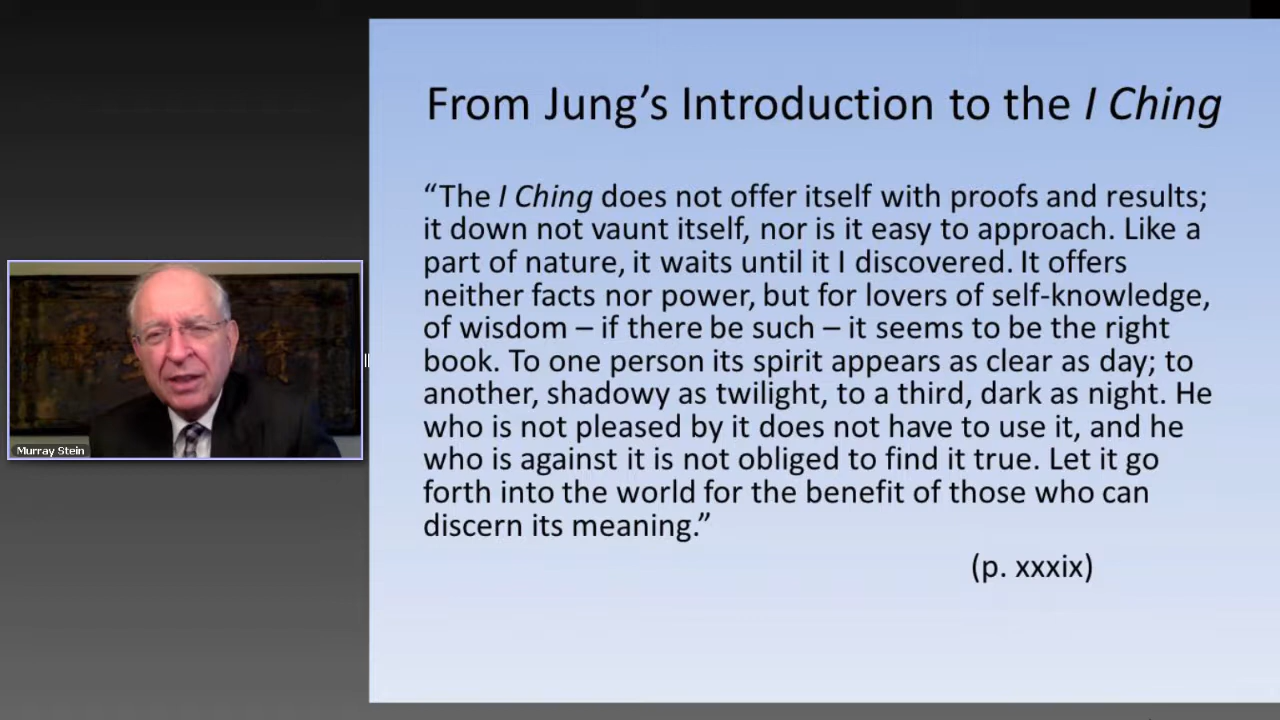 From Jung’s Introduction to the I Ching
“The I Ching does not offer itself with proofs and results;
it down not vaunt itself, nor is it easy to approach. Like a
part of nature, it waits until it I discovered. It offers
neither facts nor power, but for lovers of self-knowledge,
of wisdom – if there be such – it seems to be the right
book. To one person its spirit appears as clear as day; to
another, shadowy as twilight, to a third, dark as night. He
who is not pleased by it does not have to use it, and he
who is against it is not obliged to find it true. Let it go
forth into the world for the benefit of those who can
discern its meaning.”
(p. xxxix)
Murray Stein